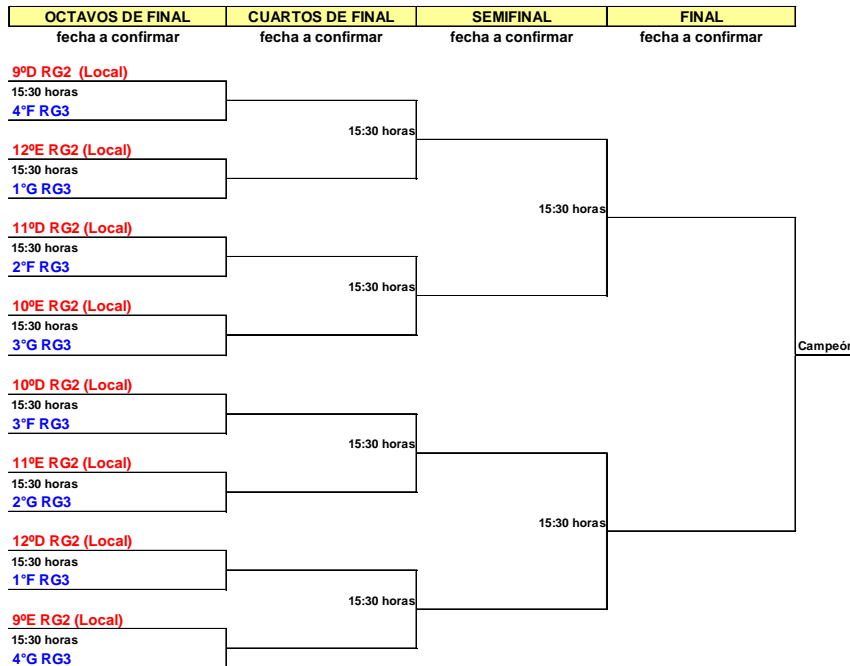 OCTAVOS DE FINAL CUARTOS DE FINAL SEMIFINAL FINAL
fecha a confirmar fecha a confirmar fecha a confirmar fecha a confirmar
9ºD RG2 (Local)
15:30 horas
4°F RG3
15:30 horas
12ºE RG2 (Local)
15:30 horas
1°G RG3
15:30 horas
11ºD RG2 (Local)
15:30 horas
2°F RG3
15:30 horas
10ºE RG2 (Local)
15:30 horas
3°G RG3
Campeón
10ºD RG2 (Local)
15:30 horas
3°F RG3
15:30 horas
11ºE RG2 (Local)
15:30 horas
2°G RG3
15:30 horas
12ºD RG2 (Local)
15:30 horas
1°F RG3
15:30 horas
9ºE RG2 (Local)
15:30 horas
4°G RG3